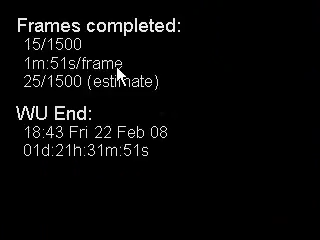 Frames completed:
15/1500
1m:51s/frame
25/1500 (estimate)
WU End:
18:43 Fri 22 Feb 08
01d:21h:31m:51s